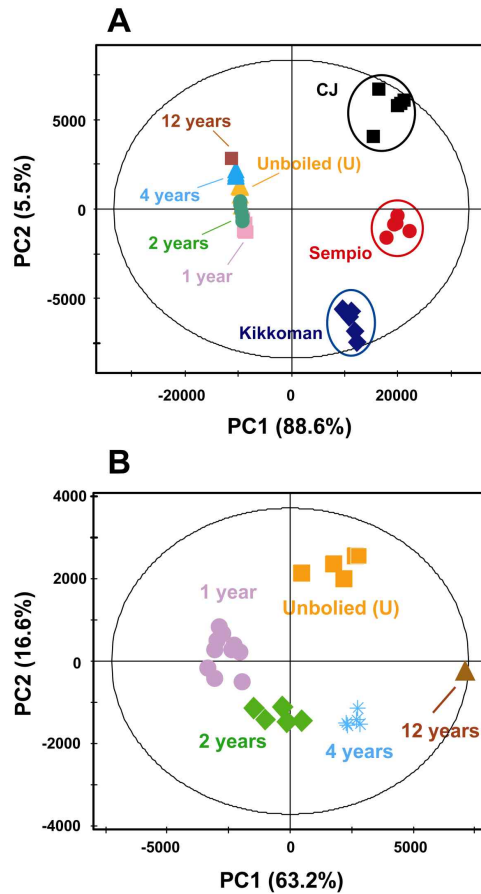 A
CJ
12 years
Unboiled (U)
4 years
2 years
Sempio
1 year
Kikkoman
PC2 (5.5%)
5000
0
-5000
-20000
0
20000
PC1 (88.6%)
B
4000
2000
0
-2000
-4000
PC2 (16.6%)
1 year
Unbolied (U)
12 years
2 years
4 years
-5000
0
5000
PC1 (63.2%)